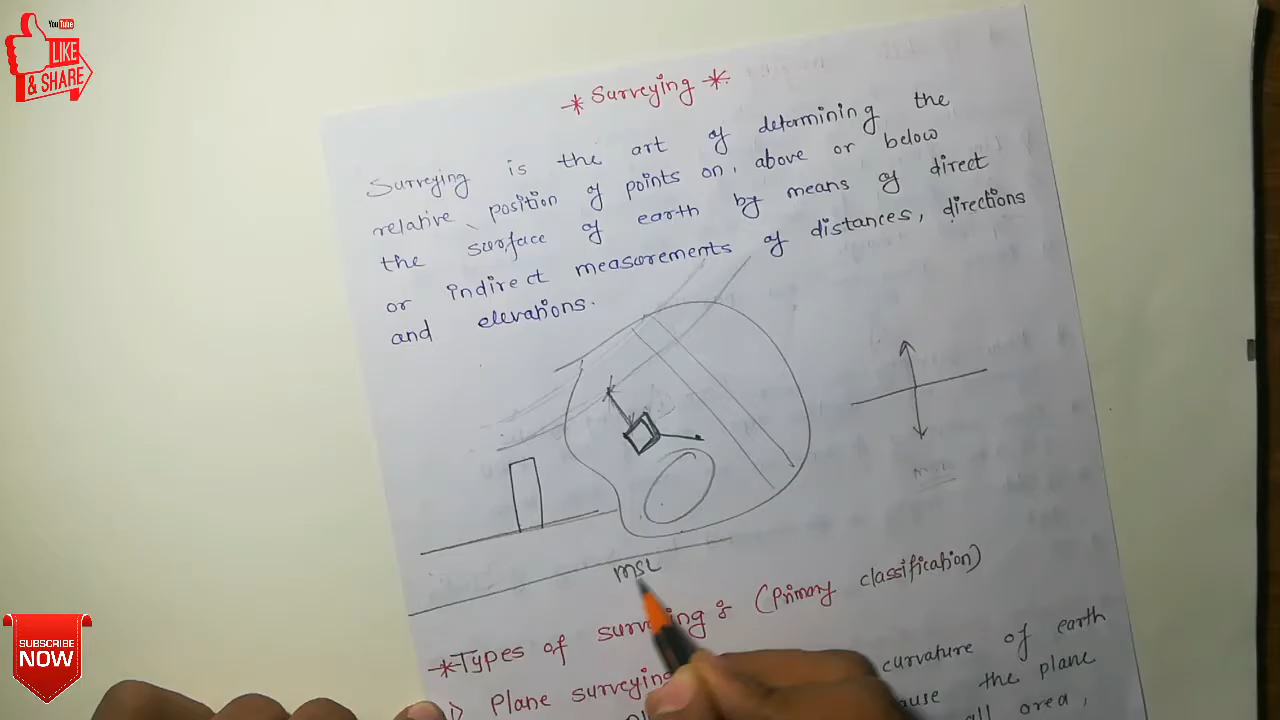 YouTube
LIKE
& SHARE
* Surveying *
Surveying is the art of determining the
relative position of points on, above or below
the surface of earth by means of direct
or indirect measurements of distances, directions
and elevations.
MSL
* Types of surveying : (Primary classification)
1) Plane surveying curvature of earth
the plane
area,
SUBSCRIBE
NOW